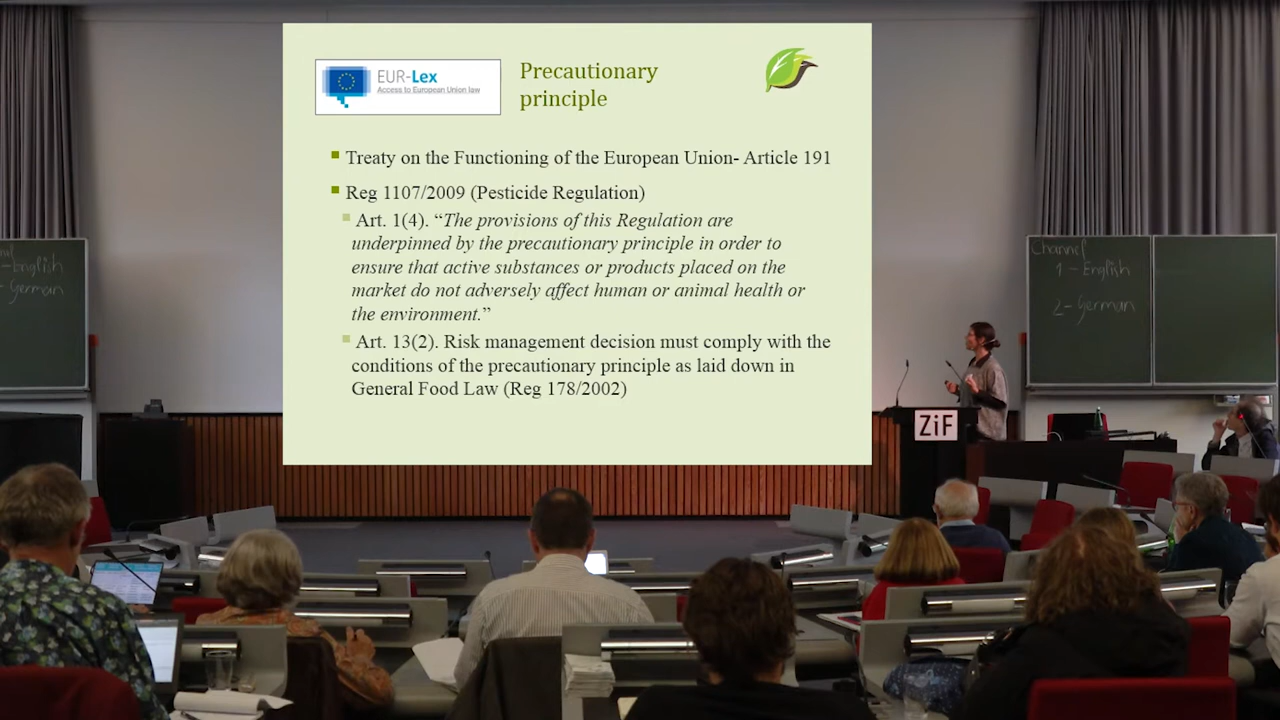 EUR-Lex
Access to European Union law
Precautionary
principle
Treaty on the Functioning of the European Union- Article 191
Reg 1107/2009 (Pesticide Regulation)
Art. 1(4). “The provisions of this Regulation are
underpinned by the precautionary principle in order to
ensure that active substances or products placed on the
market do not adversely affect human or animal health or
the environment.”
Art. 13(2). Risk management decision must comply with the
conditions of the precautionary principle as laid down in
General Food Law (Reg 178/2002)
-English
- German
Channel
1 - English
2- German
ZiF